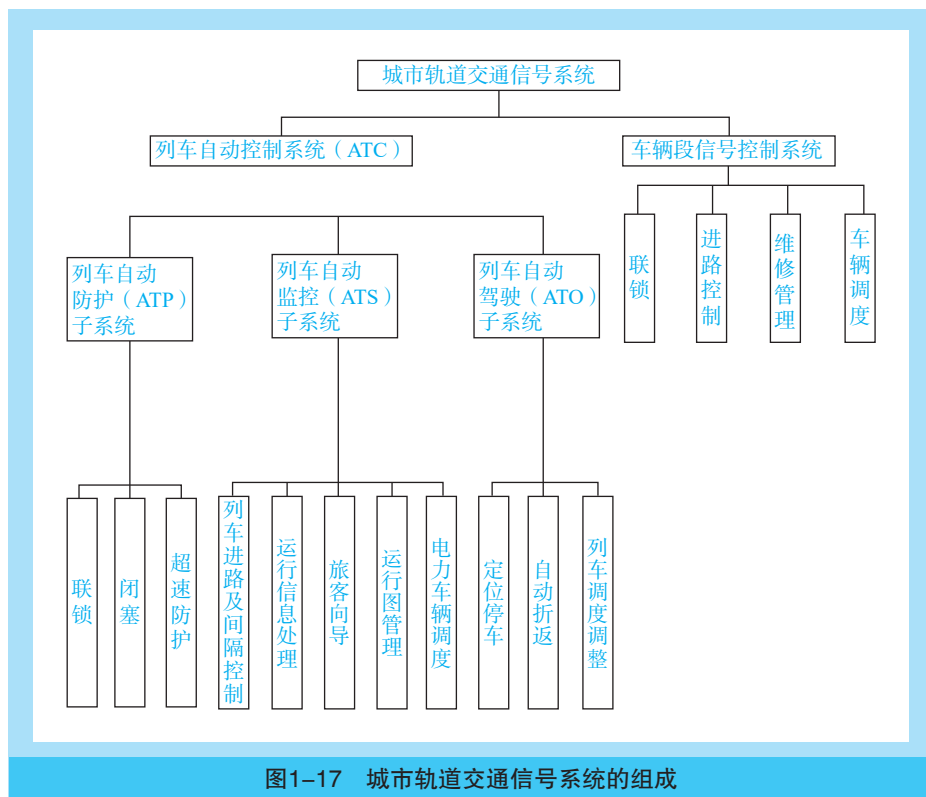 城市轨道交通信号系统
列车自动控制系统（ATC）
车辆段信号控制系统
联锁
进路控制
维修管理
车辆调度
列车自动
防护（ATP）
子系统
列车自动
监控（ATS）
子系统
列车自动
驾驶（ATO）
子系统
联锁
闭塞
超速防护
列车进路及间隔控制
运行信息处理
旅客向导
运行图管理
电力车辆调度
定位停车
自动折返
列车调度调整
图1-17 城市轨道交通信号系统的组成